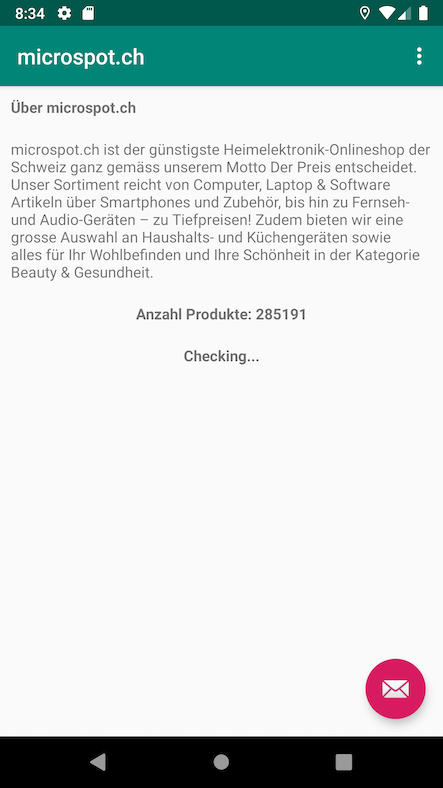 8:34
microspot.ch
Über microspot.ch
microspot.ch ist der günstigste Heimelektronik-Onlineshop der
Schweiz ganz gemäss unserem Motto Der Preis entscheidet.
Unser Sortiment reicht von Computer, Laptop & Software
Artikeln über Smartphones und Zubehör, bis hin zu Fernseh-
und Audio-Geräten – zu Tiefpreisen! Zudem bieten wir eine
grosse Auswahl an Haushalts- und Küchengeräten sowie
alles für Ihr Wohlbefinden und Ihre Schönheit in der Kategorie
Beauty & Gesundheit.
Anzahl Produkte: 285191
Checking...